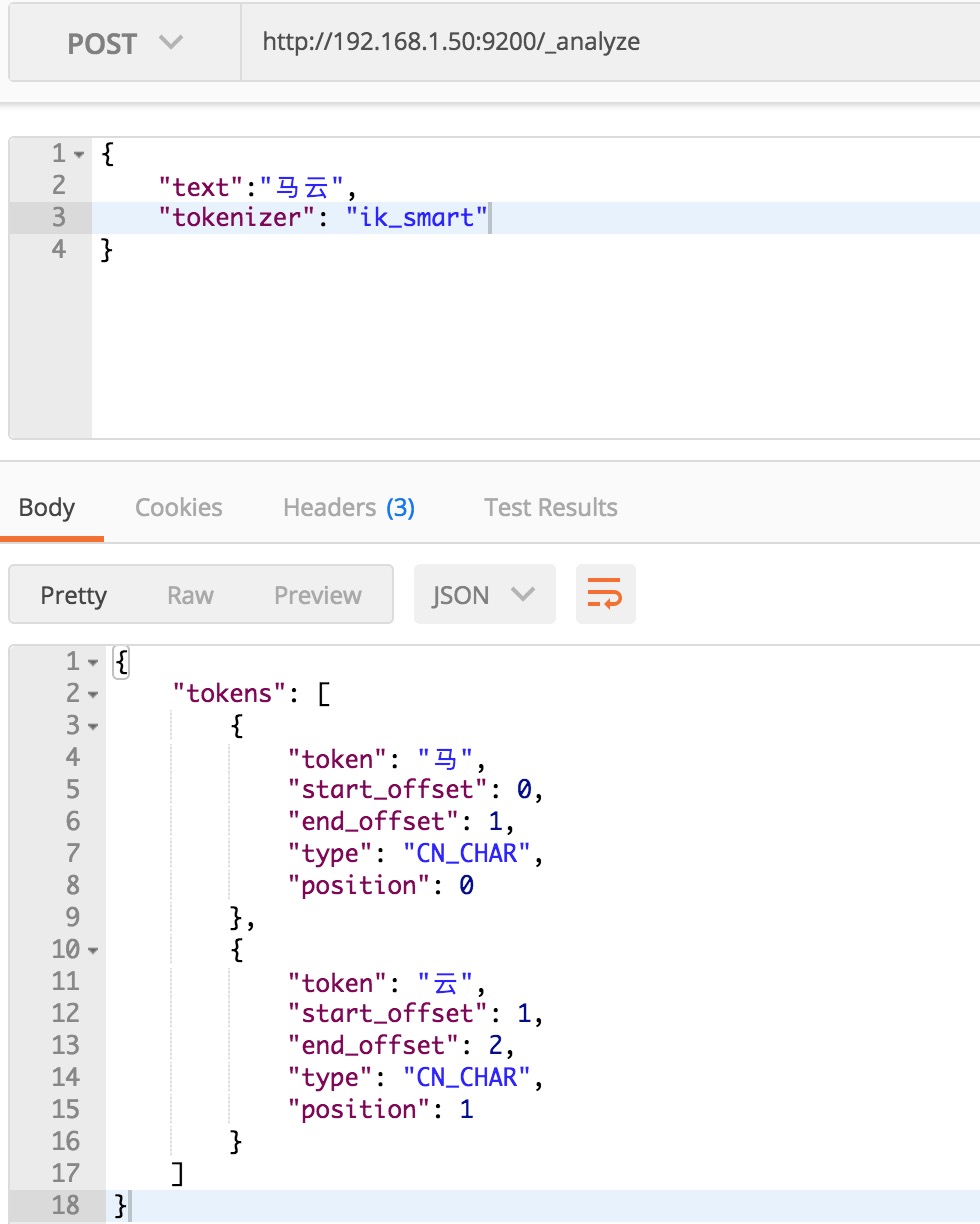 POST http://192.168.1.50:9200/_analyze
1 {
2 "text":"马云",
3 "tokenizer": "ik_smart"
4 }
Body Cookies Headers (3) Test Results
Pretty Raw Preview JSON
1 {
2 "tokens": [
3 {
4 "token": "马",
5 "start_offset": 0,
6 "end_offset": 1,
7 "type": "CN_CHAR",
8 "position": 0
9 },
10 {
11 "token": "云",
12 "start_offset": 1,
13 "end_offset": 2,
14 "type": "CN_CHAR",
15 "position": 1
16 }
17 ]
18 }